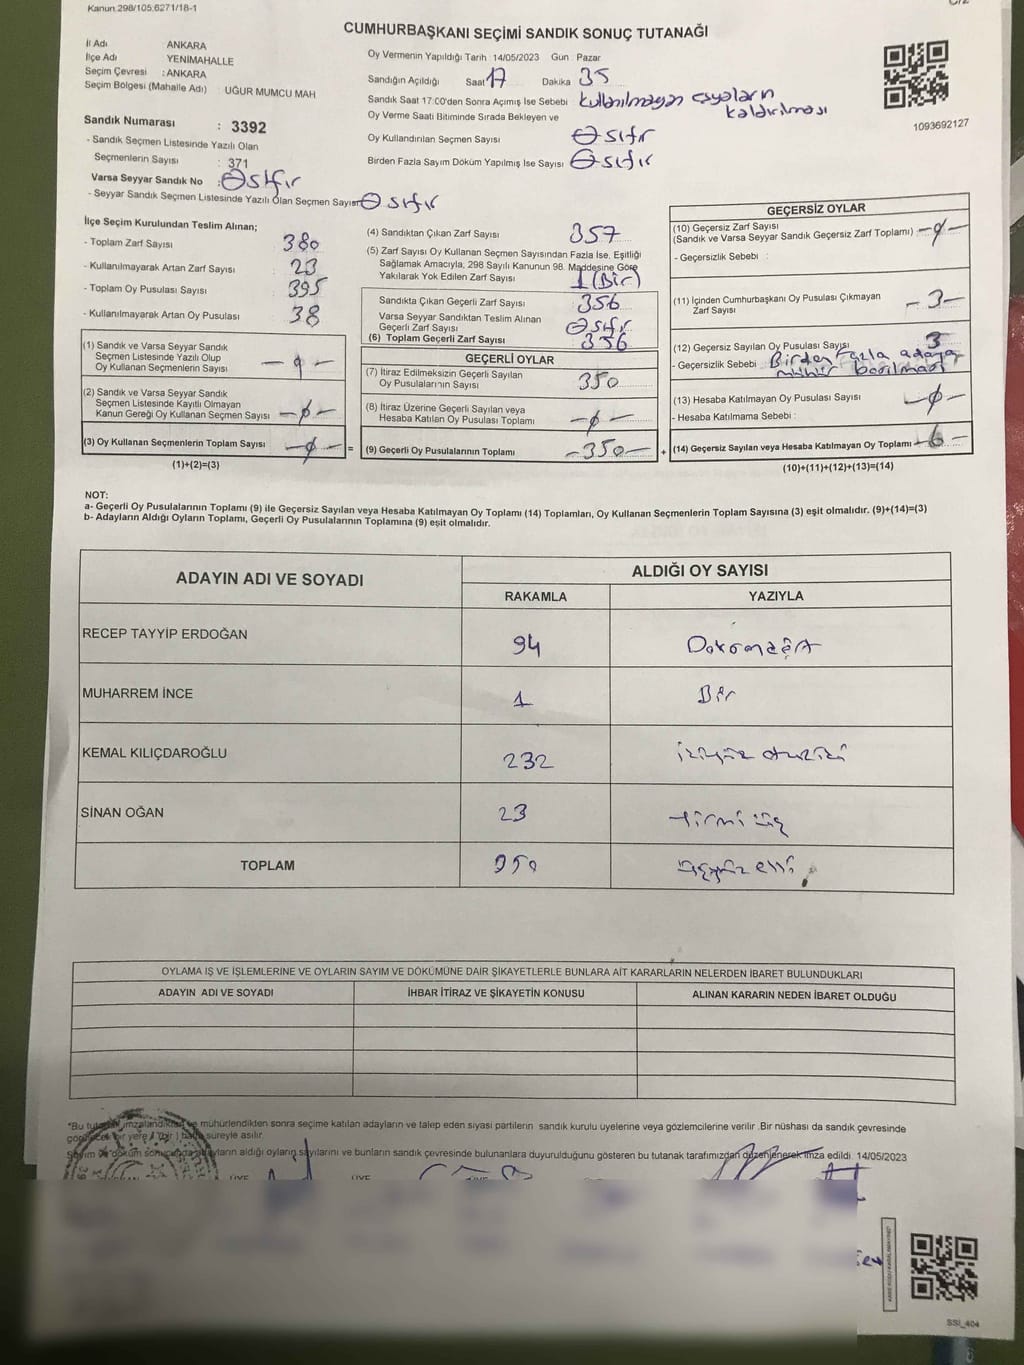 Kanun 298/105.6271/18-1
CUMHURBAŞKANI SEÇİMİ SANDIK SONUÇ TUTANAĞI
İl Adı ANKARA
İlçe Adı YENİMAHALLE
Seçim Çevresi : ANKARA
Seçim Bölgesi (Mahalle Adı) UĞUR MUMCU MAH
Oy Vermenin Yapıldığı Tarih 14/05/2023 Gün : Pazar
Sandığın Açıldığı Saat 17 Dakika 35
Sandık Saat 17:00'den Sonra Açımış İse Sebebi kullanılmayan eşyaların kaldırılması
Oy Verme Saati Bitiminde Sırada Bekleyen ve
Oy Kullandırılan Seçmen Sayısı Ө sıfır
Birden Fazla Sayım Döküm Yapılmış İse Sayısı Ө sıfır
1093692127
Sandık Numarası : 3392
- Sandık Seçmen Listesinde Yazılı Olan
Seçmenlerin Sayısı : 371
Varsa Seyyar Sandık No : Ө sıfır
- Seyyar Sandık Seçmen Listesinde Yazılı Olan Seçmen Sayısı Ө sıfır
İlçe Seçim Kurulundan Teslim Alınan;
- Toplam Zarf Sayısı 380
- Kullanılmayarak Artan Zarf Sayısı 23
- Toplam Oy Pusulası Sayısı 395
- Kullanılmayarak Artan Oy Pusulası 38
(1) Sandık ve Varsa Seyyar Sandık
Seçmen Listesinde Yazılı Olup
Oy Kullanan Seçmenlerin Sayısı - ø -
(2) Sandık ve Varsa Seyyar Sandık
Seçmen Listesinde Kayıtlı Olmayan
Kanun Gereği Oy Kullanan Seçmen Sayısı - ø -
(3) Oy Kullanan Seçmenlerin Toplam Sayısı - ø - =
(1)+(2)=(3)
(4) Sandıktan Çıkan Zarf Sayısı 357
(5) Zarf Sayısı Oy Kullanan Seçmen Sayısından Fazla İse, Eşitliği
Sağlamak Amacıyla, 298 Sayılı Kanunun 98. Maddesine Göre
Yakılarak Yok Edilen Zarf Sayısı 1 (Bir)
Sandıkta Çıkan Geçerli Zarf Sayısı 356
Varsa Seyyar Sandıktan Teslim Alınan
Geçerli Zarf Sayısı Ө sıfır
(6) Toplam Geçerli Zarf Sayısı 356
GEÇERLİ OYLAR
(7) İtiraz Edilmeksizin Geçerli Sayılan
Oy Pusulalarının Sayısı 350
(8) İtiraz Üzerine Geçerli Sayılan veya
Hesaba Katılan Oy Pusulası Toplamı - ø -
(9) Geçerli Oy Pusulalarının Toplamı - 350 - +
GEÇERSİZ OYLAR
(10) Geçersiz Zarf Sayısı
(Sandık ve Varsa Seyyar Sandık Geçersiz Zarf Toplamı) - ø -
- Geçersizlik Sebebi :
(11) İçinden Cumhurbaşkanı Oy Pusulası Çıkmayan
Zarf Sayısı - 3 -
(12) Geçersiz Sayılan Oy Pusulası Sayısı 3
- Geçersizlik Sebebi Birden Fazla adaya
mühür basılması
(13) Hesaba Katılmayan Oy Pusulası Sayısı - ø -
- Hesaba Katılmama Sebebi :
(14) Geçersiz Sayılan veya Hesaba Katılmayan Oy Toplamı - 6 -
(10)+(11)+(12)+(13)=(14)
NOT:
a- Geçerli Oy Pusulalarının Toplamı (9) ile Geçersiz Sayılan veya Hesaba Katılmayan Oy Toplamı (14) Toplamları, Oy Kullanan Seçmenlerin Toplam Sayısına (3) eşit olmalıdır. (9)+(14)=(3)
b- Adayların Aldığı Oyların Toplamı, Geçerli Oy Pusulalarının Toplamına (9) eşit olmalıdır.
ADAYIN ADI VE SOYADI ALDIĞI OY SAYISI
RAKAMLA YAZIYLA
RECEP TAYYİP ERDOĞAN 94 Doksandört
MUHARREM İNCE 1 Bir
KEMAL KILIÇDAROĞLU 232 ikiyüz otuziki
SİNAN OĞAN 23 yirmi üç
TOPLAM 350 üçyüz elli
OYLAMA İŞ VE İŞLEMLERİNE VE OYLARIN SAYIM VE DÖKÜMÜNE DAİR ŞİKAYETLERLE BUNLARA AİT KARARLARIN NELERDEN İBARET BULUNDUKLARI
ADAYIN ADI VE SOYADI İHBAR İTİRAZ VE ŞİKAYETİN KONUSU ALINAN KARARIN NEDEN İBARET OLDUĞU
*Bu tutanak imzalandıktan ve mühürlendikten sonra seçime katılan adayların ve talep eden siyasi partilerin sandık kurulu üyelerine veya gözlemcilerine verilir .Bir nüshası da sandık çevresinde
görülecek bir yere 1 (bir) hafta süreyle asılır.
Sayım ve döküm sonucunda adayların aldığı oyların sayılarını ve bunların sandık çevresinde bulunanlara duyurulduğunu gösteren bu tutanak tarafımızdan düzenlenerek imza edildi. 14/05/2023
ÜYE ÜYE
SSI_404